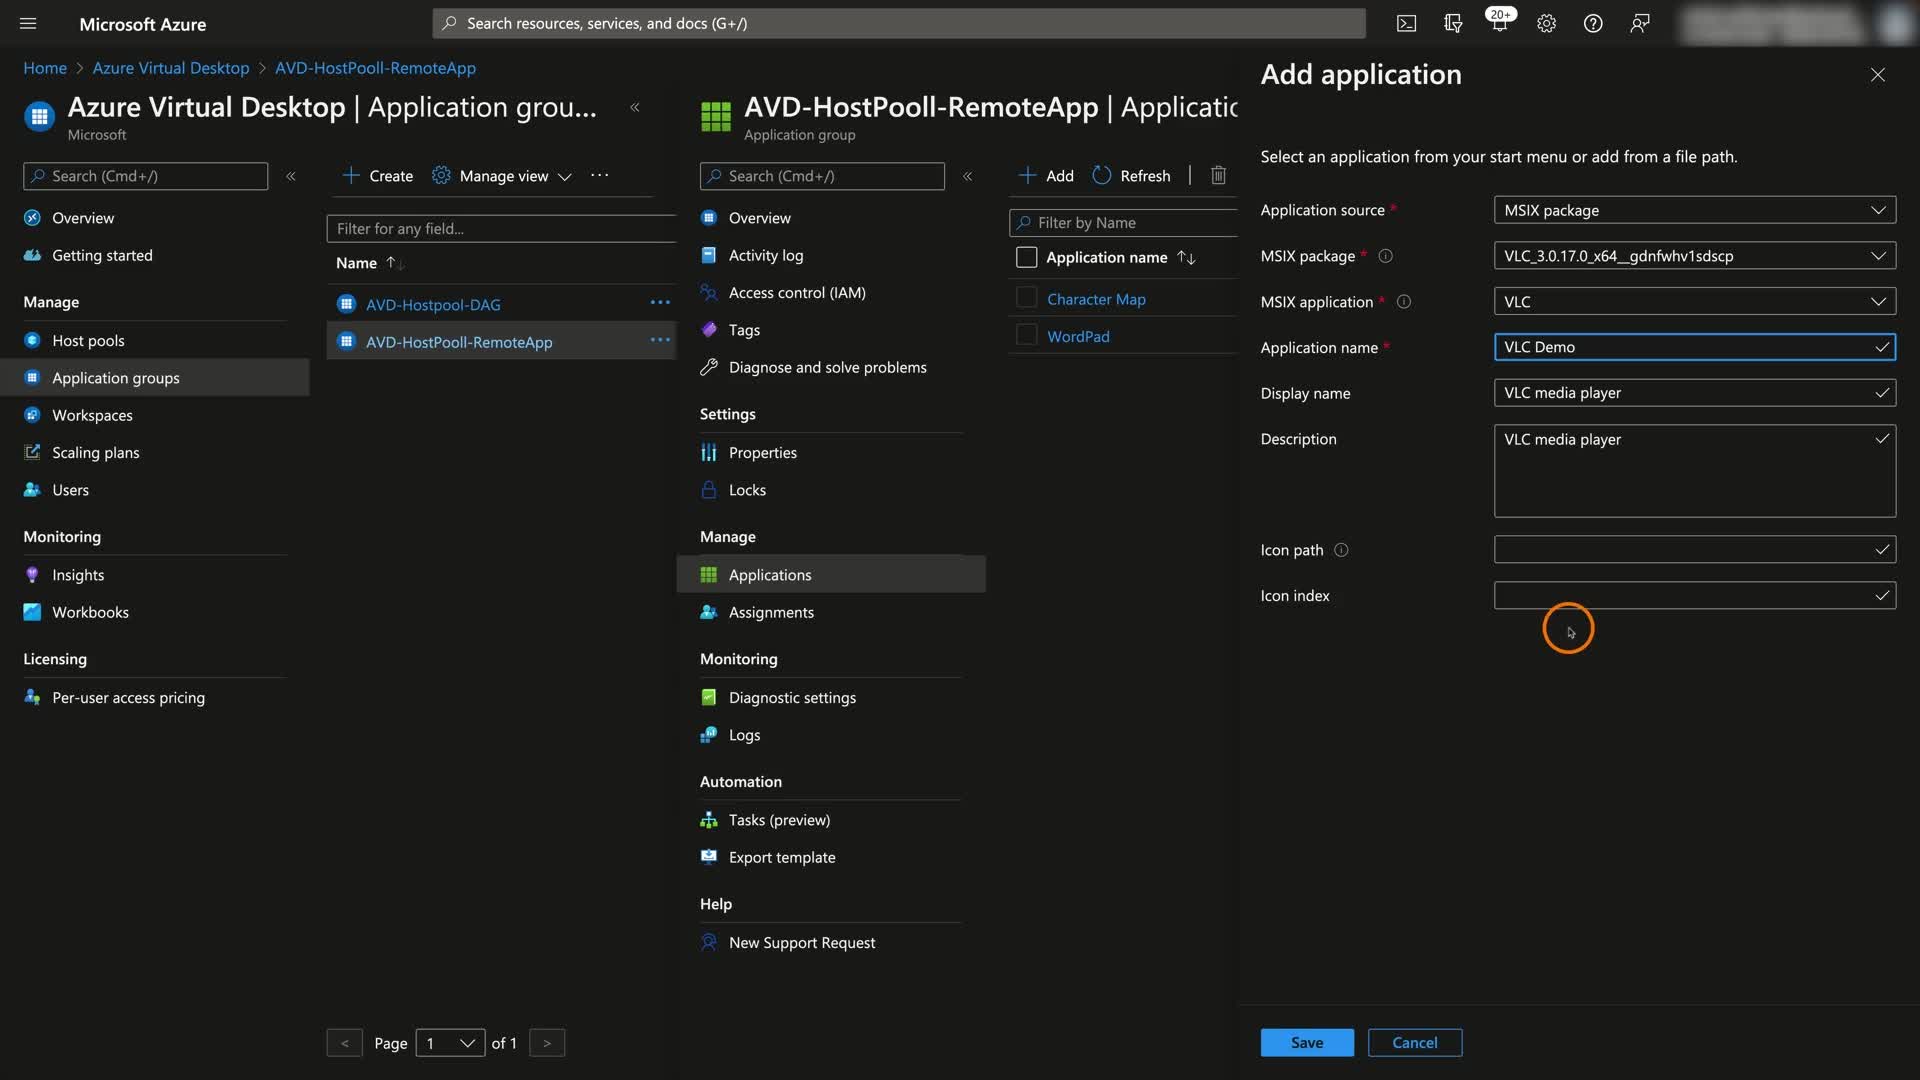 Microsoft Azure
Search resources, services, and docs (G+/)
20+
Home > Azure Virtual Desktop > AVD-HostPooll-RemoteApp
Azure Virtual Desktop | Application grou...
Microsoft
Search (Cmd+/)
Overview
Getting started
Manage
Host pools
Application groups
Workspaces
Scaling plans
Users
Monitoring
Insights
Workbooks
Licensing
Per-user access pricing
Create
Manage view
...
Filter for any field...
Name
AVD-Hostpool-DAG
AVD-HostPooll-RemoteApp
< Page 1 of 1 >
AVD-HostPooll-RemoteApp | Applicatic
Application group
Search (Cmd+/)
Overview
Activity log
Access control (IAM)
Tags
Diagnose and solve problems
Settings
Properties
Locks
Manage
Applications
Assignments
Monitoring
Diagnostic settings
Logs
Automation
Tasks (preview)
Export template
Help
New Support Request
Add
Refresh
Filter by Name
Application name
Character Map
WordPad
Add application
Select an application from your start menu or add from a file path.
Application source * MSIX package
MSIX package * VLC_3.0.17.0_x64__gdnfwhv1sdscp
MSIX application * VLC
Application name * VLC Demo
Display name VLC media player
Description VLC media player
Icon path
Icon index
Save Cancel